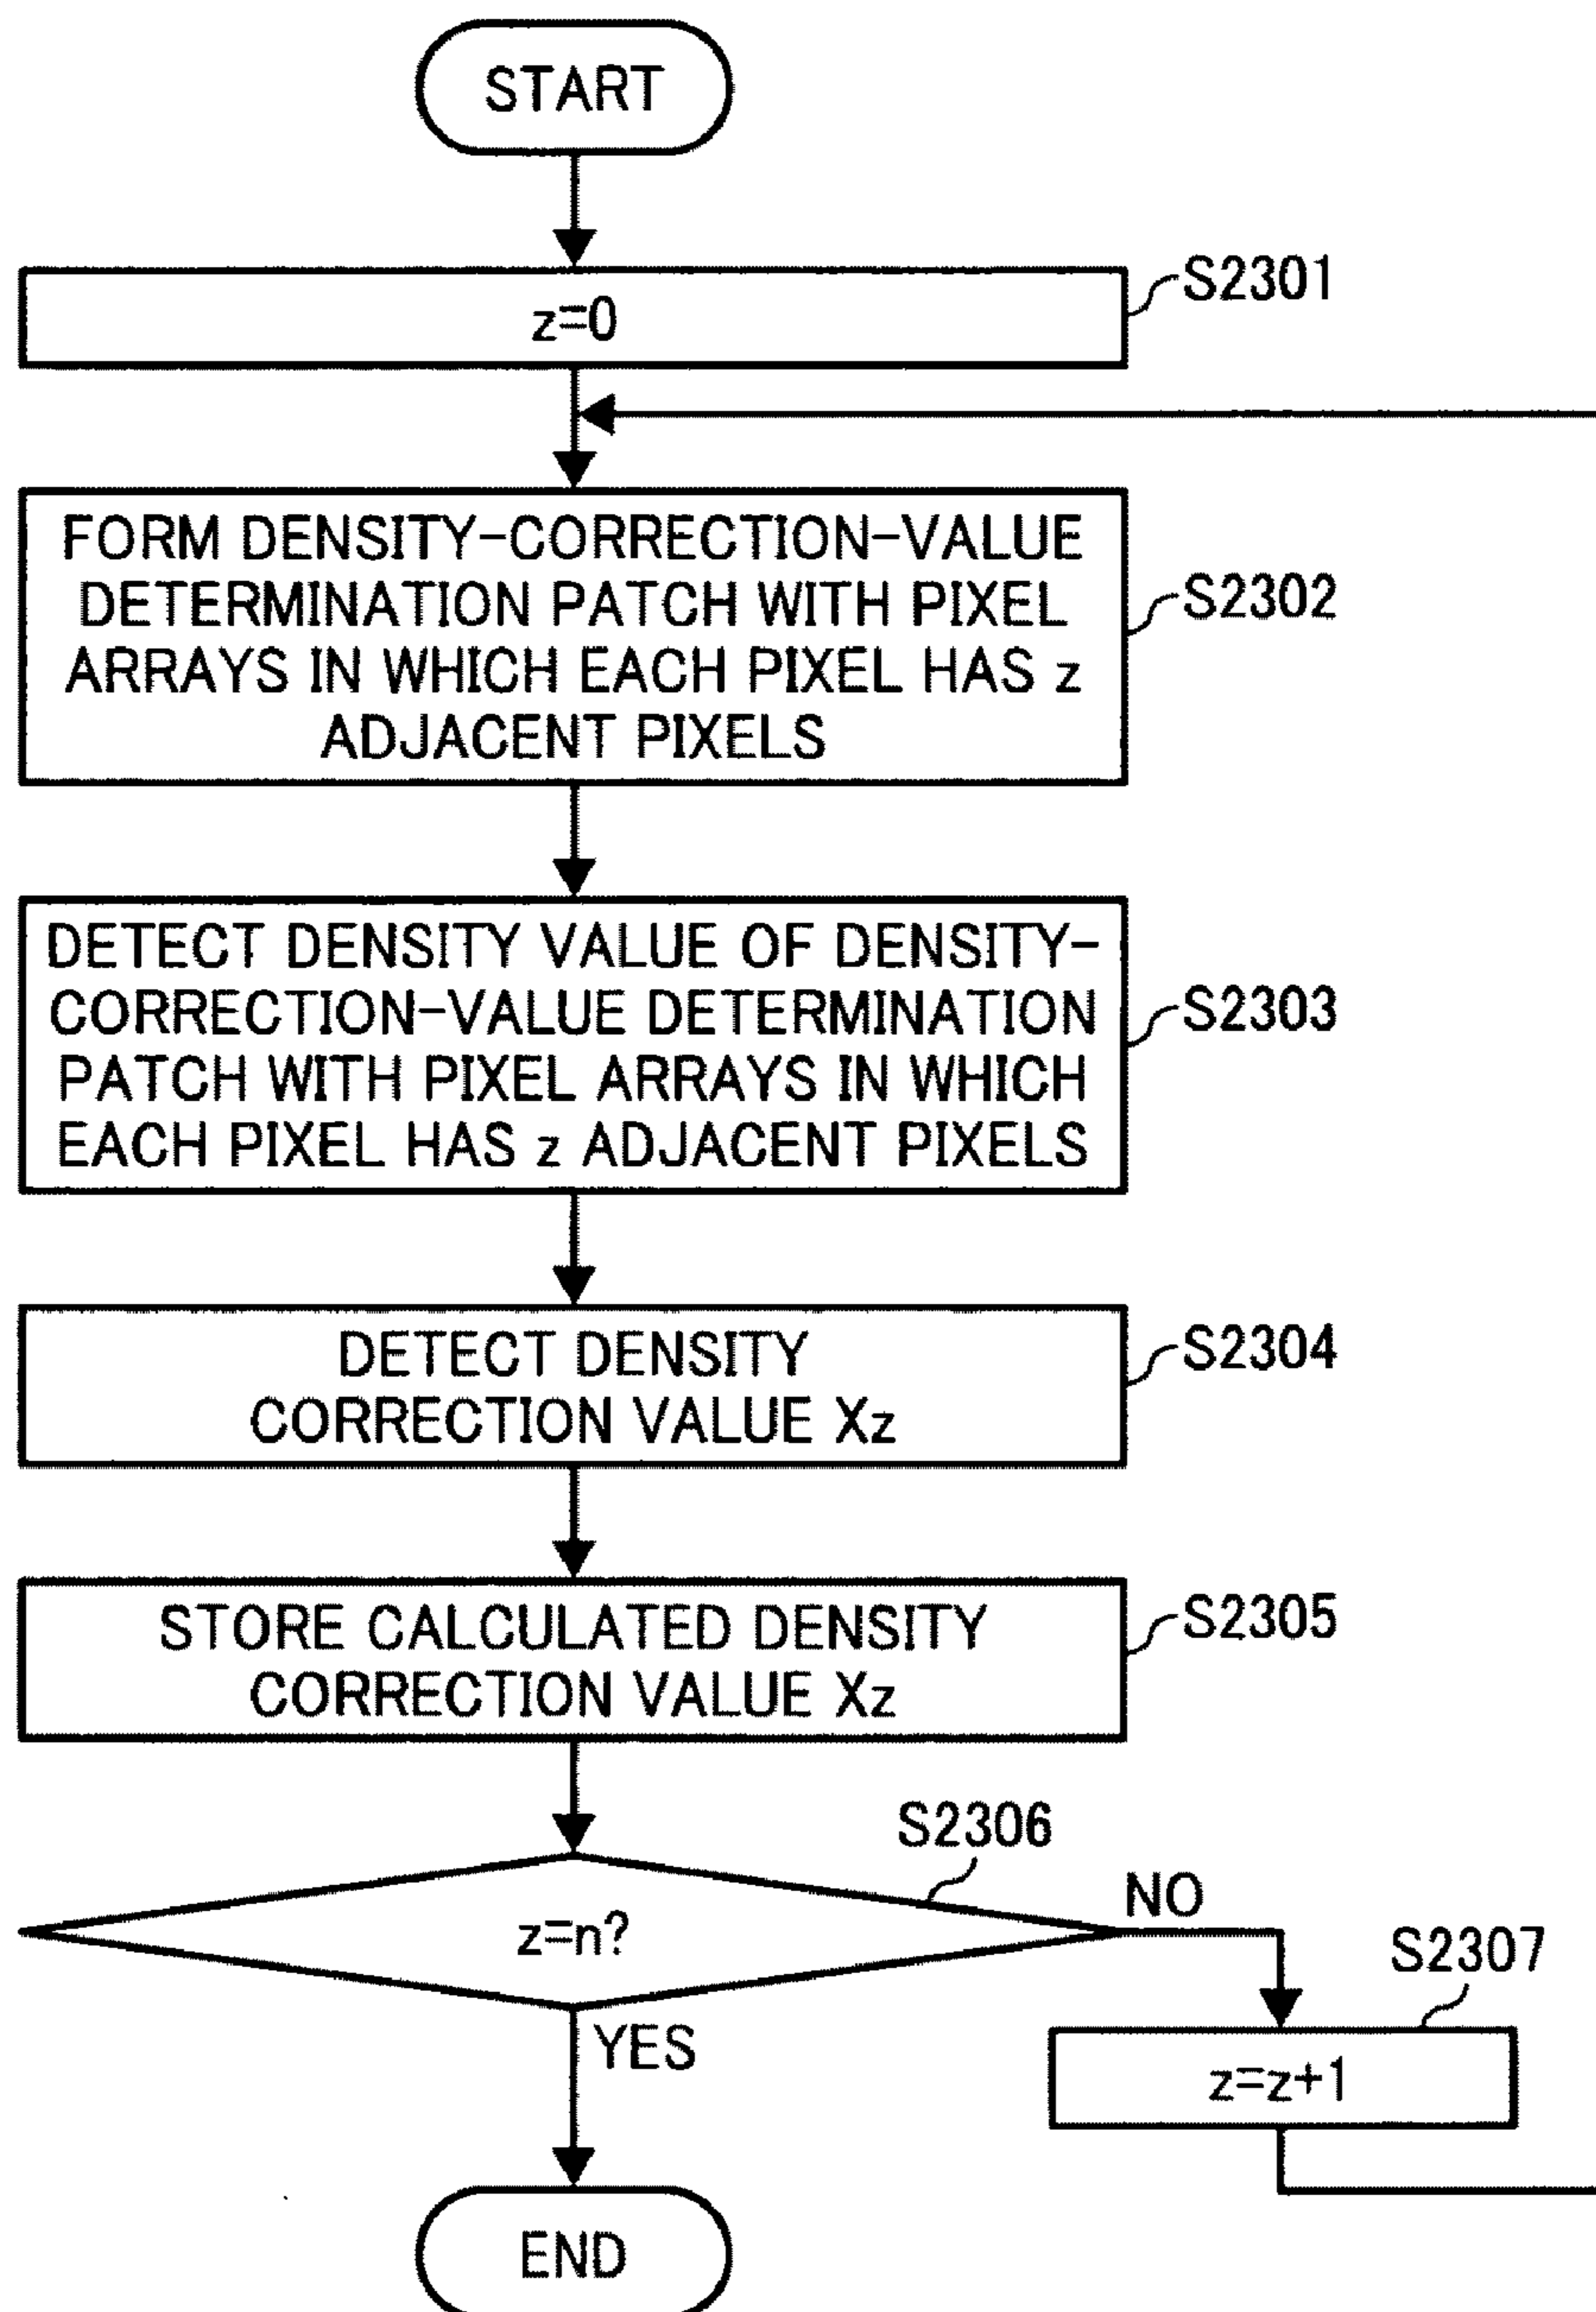 START
z=0
S2301
FORM DENSITY-CORRECTION-VALUE
DETERMINATION PATCH WITH PIXEL
ARRAYS IN WHICH EACH PIXEL HAS z
ADJACENT PIXELS
S2302
DETECT DENSITY VALUE OF DENSITY-
CORRECTION-VALUE DETERMINATION
PATCH WITH PIXEL ARRAYS IN WHICH
EACH PIXEL HAS z ADJACENT PIXELS
S2303
DETECT DENSITY
CORRECTION VALUE Xz
S2304
STORE CALCULATED DENSITY
CORRECTION VALUE Xz
S2305
S2306
z=n?
NO
YES
S2307
z=z+1
END